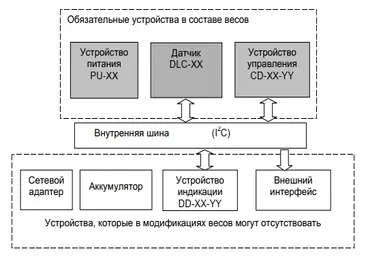 Обязательные устройства в составе весов
Устройство
питания
PU-XX
Датчик
DLC-XX
Устройство
управления
CD-XX-YY
Внутренняя шина (I²C)
Сетевой
адаптер
Аккумулятор
Устройство
индикации
DD-XX-YY
Внешний
интерфейс
Устройства, которые в модификациях весов могут отсутствовать